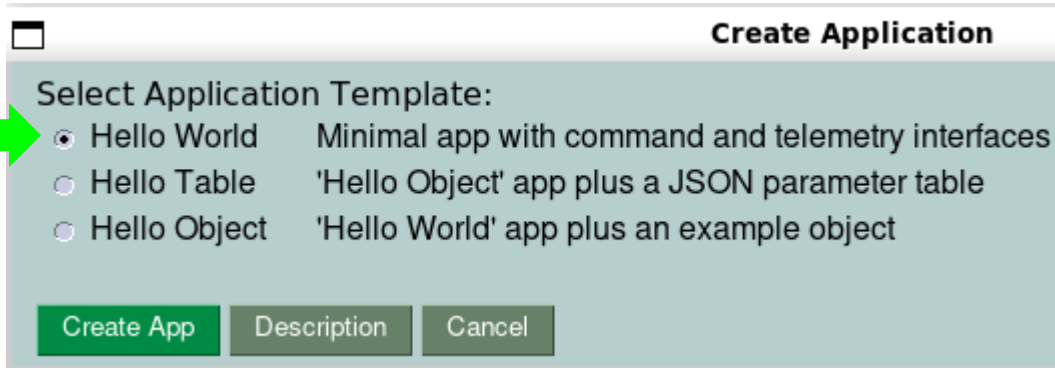 Create Application
Select Application Template:
Hello World Minimal app with command and telemetry interfaces
Hello Table 'Hello Object' app plus a JSON parameter table
Hello Object 'Hello World' app plus an example object
Create App Description Cancel